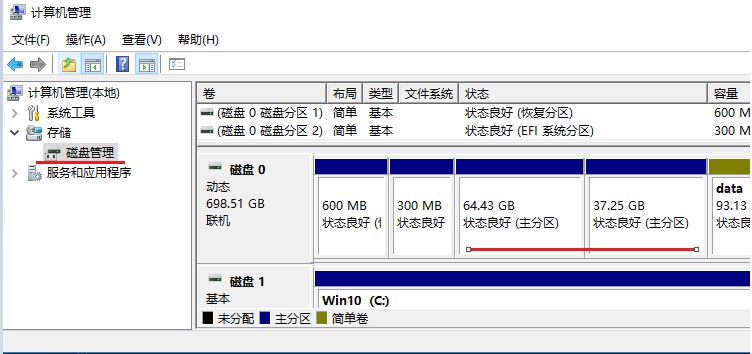 计算机管理
文件(F) 操作(A) 查看(V) 帮助(H)
计算机管理(本地)
系统工具
存储
磁盘管理
服务和应用程序
卷 布局 类型 文件系统 状态 容量
(磁盘 0 磁盘分区 1) 简单 基本 状态良好 (恢复分区) 600 M
(磁盘 0 磁盘分区 2) 简单 基本 状态良好 (EFI 系统分区) 300 M
磁盘 0
动态
698.51 GB
联机
600 MB
状态良好 (
300 MB
状态良好
64.43 GB
状态良好 (主分区)
37.25 GB
状态良好 (主分区)
data
93.13
状态良好
磁盘 1
基本
Win10 (C:)
未分配 主分区 简单卷